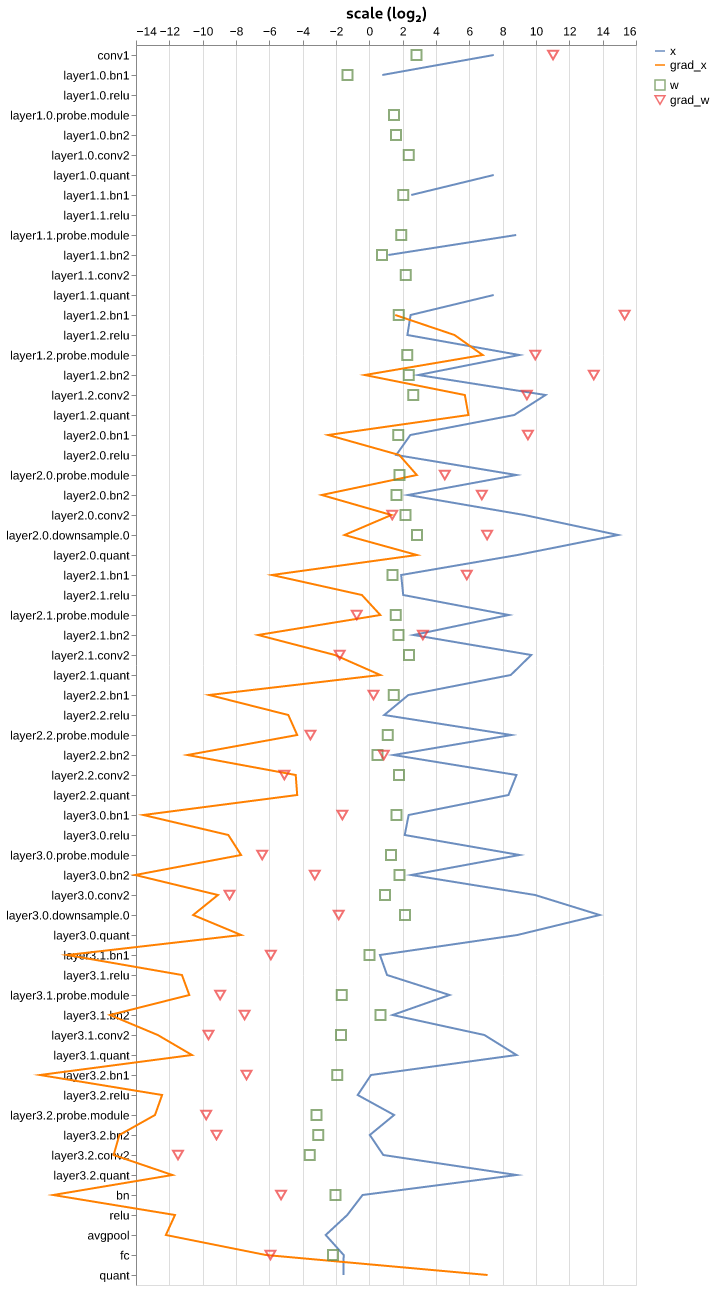 scale (log₂)
−14 −12 −10 −8 −6 −4 −2 0 2 4 6 8 10 12 14 16
x
grad_x
w
grad_w
conv1
layer1.0.bn1
layer1.0.relu
layer1.0.probe.module
layer1.0.bn2
layer1.0.conv2
layer1.0.quant
layer1.1.bn1
layer1.1.relu
layer1.1.probe.module
layer1.1.bn2
layer1.1.conv2
layer1.1.quant
layer1.2.bn1
layer1.2.relu
layer1.2.probe.module
layer1.2.bn2
layer1.2.conv2
layer1.2.quant
layer2.0.bn1
layer2.0.relu
layer2.0.probe.module
layer2.0.bn2
layer2.0.conv2
layer2.0.downsample.0
layer2.0.quant
layer2.1.bn1
layer2.1.relu
layer2.1.probe.module
layer2.1.bn2
layer2.1.conv2
layer2.1.quant
layer2.2.bn1
layer2.2.relu
layer2.2.probe.module
layer2.2.bn2
layer2.2.conv2
layer2.2.quant
layer3.0.bn1
layer3.0.relu
layer3.0.probe.module
layer3.0.bn2
layer3.0.conv2
layer3.0.downsample.0
layer3.0.quant
layer3.1.bn1
layer3.1.relu
layer3.1.probe.module
layer3.1.bn2
layer3.1.conv2
layer3.1.quant
layer3.2.bn1
layer3.2.relu
layer3.2.probe.module
layer3.2.bn2
layer3.2.conv2
layer3.2.quant
bn
relu
avgpool
fc
quant